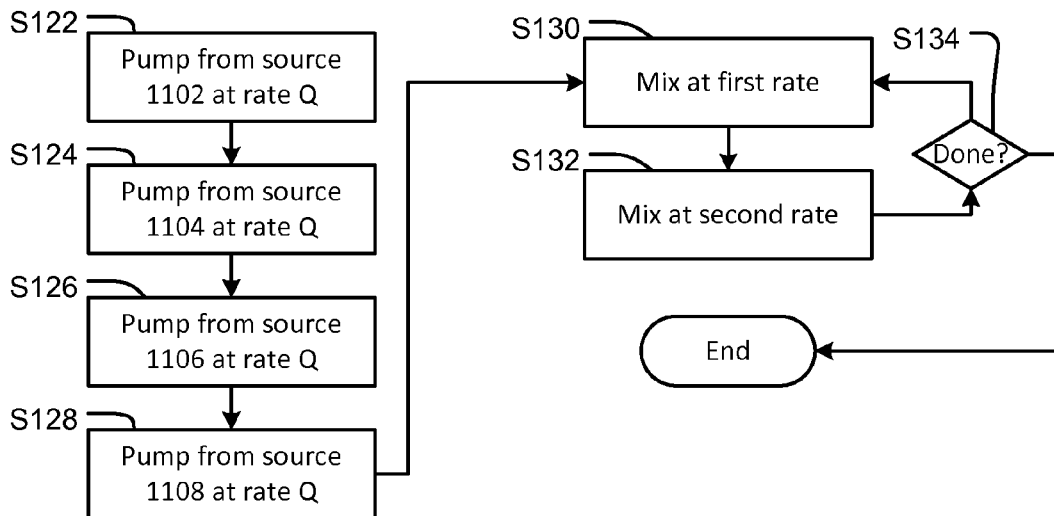 S122
Pump from source
1102 at rate Q
S124
Pump from source
1104 at rate Q
S126
Pump from source
1106 at rate Q
S128
Pump from source
1108 at rate Q
S130
Mix at first rate
S132
Mix at second rate
S134
Done?
End